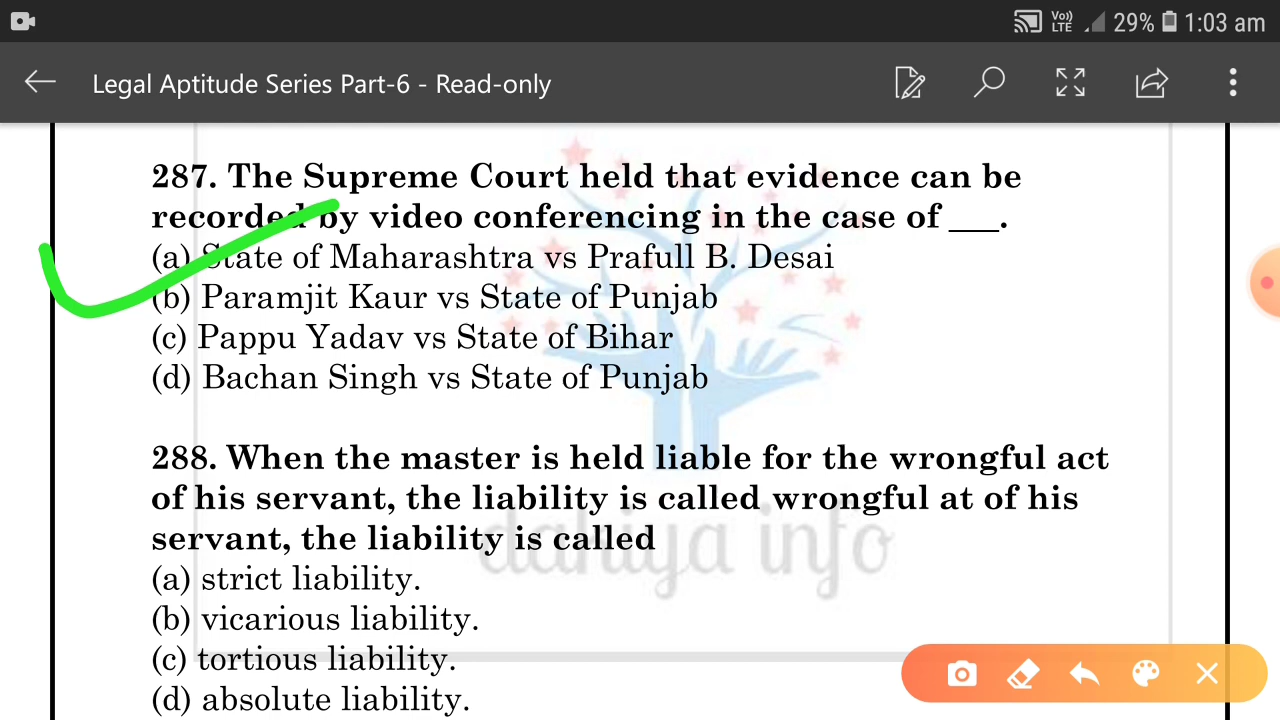 Vo)
LTE
29%
1:03 am
Legal Aptitude Series Part-6 - Read-only
287. The Supreme Court held that evidence can be
recorded by video conferencing in the case of ___.
(a) State of Maharashtra vs Prafull B. Desai
(b) Paramjit Kaur vs State of Punjab
(c) Pappu Yadav vs State of Bihar
(d) Bachan Singh vs State of Punjab
288. When the master is held liable for the wrongful act
of his servant, the liability is called wrongful at of his
servant, the liability is called
dahiya info
(a) strict liability.
(b) vicarious liability.
(c) tortious liability.
(d) absolute liability.